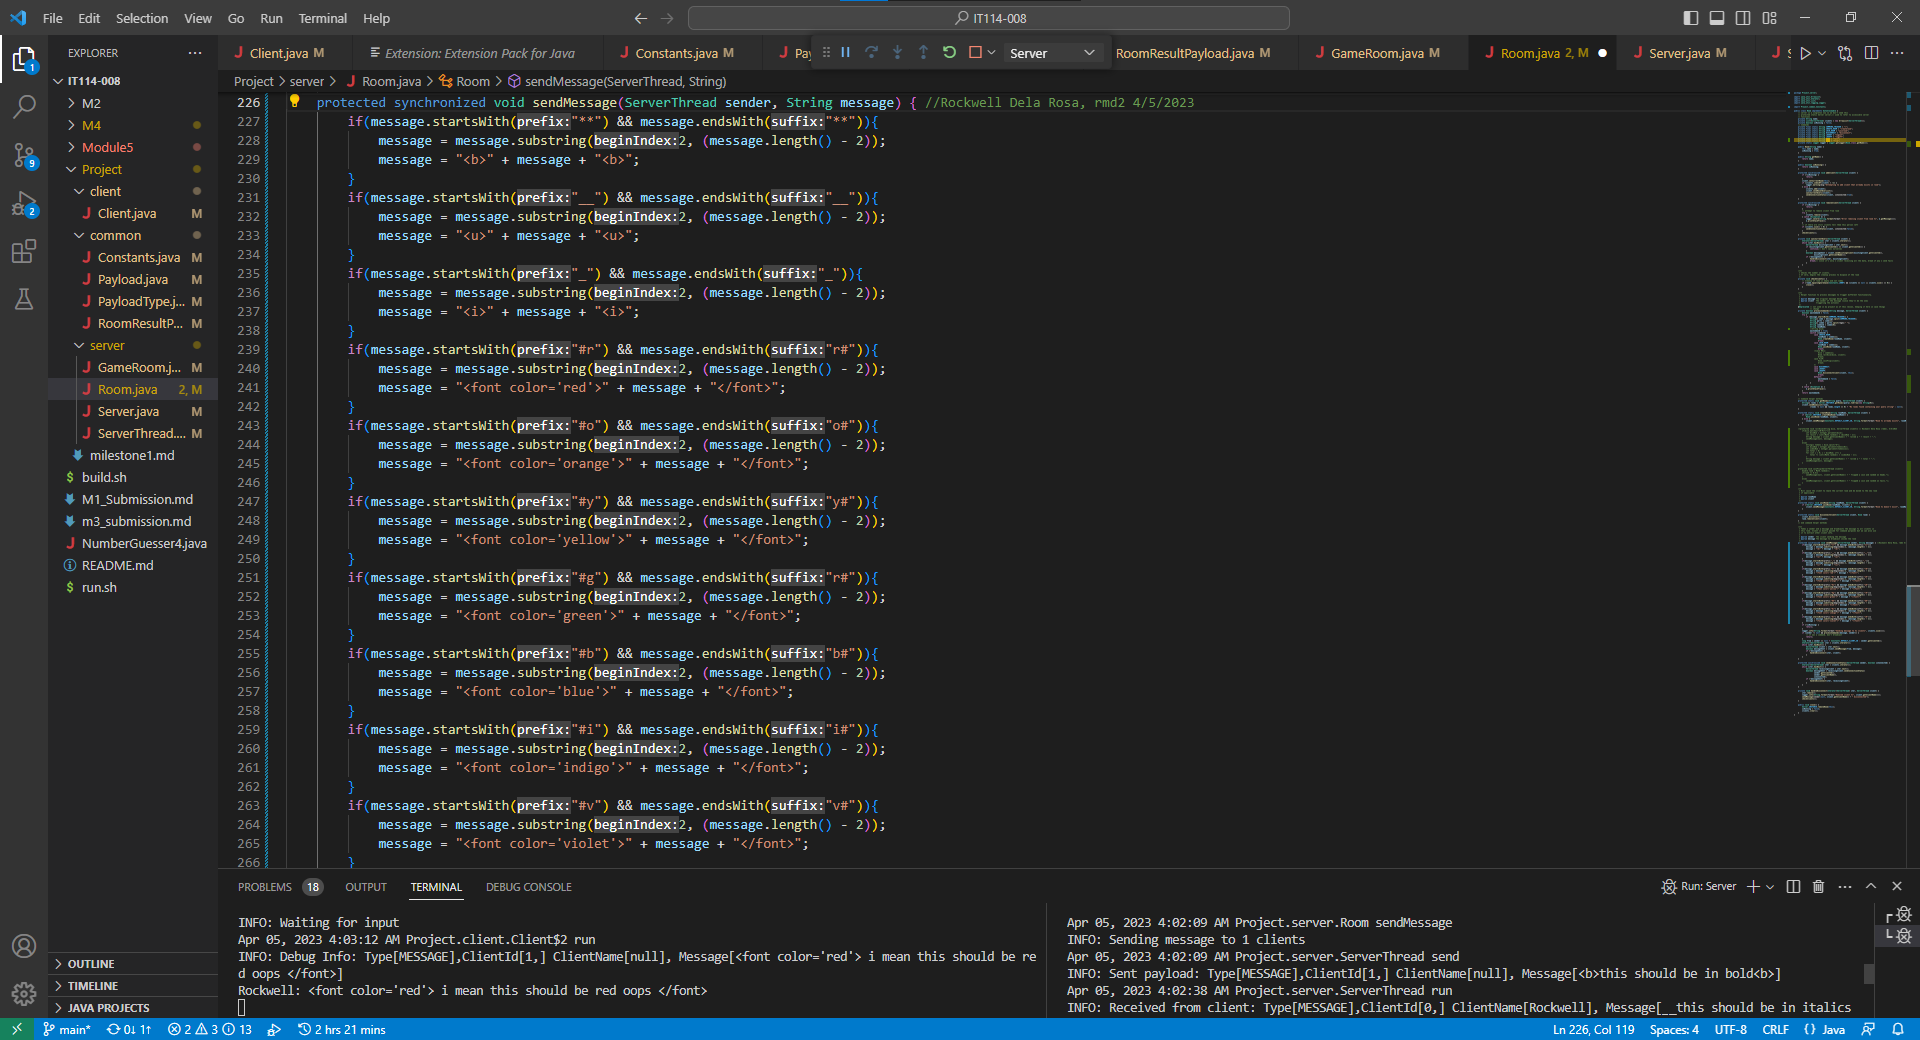 File Edit Selection View Go Run Terminal Help IT114-008
EXPLORER Client.java M Extension: Extension Pack for Java Constants.java M Server RoomResultPayload.java M GameRoom.java M Room.java 2, M Server.java M
IT114-008
M2
M4
Module5
Project
client
Client.java M
common
Constants.java M
Payload.java M
PayloadType.j... M
RoomResultP... M
server
GameRoom.j... M
Room.java 2, M
Server.java M
ServerThread.... M
milestone1.md
build.sh
M1_Submission.md
m3_submission.md
NumberGuesser4.java
README.md
run.sh
OUTLINE
TIMELINE
JAVA PROJECTS
Project > server > Room.java > Room > sendMessage(ServerThread, String)
226 protected synchronized void sendMessage(ServerThread sender, String message) { //Rockwell Dela Rosa, rmd2 4/5/2023
227 if(message.startsWith(prefix:"**") && message.endsWith(suffix:"**")){
228 message = message.substring(beginIndex:2, (message.length() - 2));
229 message = "<b>" + message + "<b>";
230 }
231 if(message.startsWith(prefix:"__") && message.endsWith(suffix:"__")){
232 message = message.substring(beginIndex:2, (message.length() - 2));
233 message = "<u>" + message + "<u>";
234 }
235 if(message.startsWith(prefix:"_") && message.endsWith(suffix:"_")){
236 message = message.substring(beginIndex:2, (message.length() - 2));
237 message = "<i>" + message + "<i>";
238 }
239 if(message.startsWith(prefix:"#r") && message.endsWith(suffix:"r#")){
240 message = message.substring(beginIndex:2, (message.length() - 2));
241 message = "<font color='red'>" + message + "</font>";
242 }
243 if(message.startsWith(prefix:"#o") && message.endsWith(suffix:"o#")){
244 message = message.substring(beginIndex:2, (message.length() - 2));
245 message = "<font color='orange'>" + message + "</font>";
246 }
247 if(message.startsWith(prefix:"#y") && message.endsWith(suffix:"y#")){
248 message = message.substring(beginIndex:2, (message.length() - 2));
249 message = "<font color='yellow'>" + message + "</font>";
250 }
251 if(message.startsWith(prefix:"#g") && message.endsWith(suffix:"r#")){
252 message = message.substring(beginIndex:2, (message.length() - 2));
253 message = "<font color='green'>" + message + "</font>";
254 }
255 if(message.startsWith(prefix:"#b") && message.endsWith(suffix:"b#")){
256 message = message.substring(beginIndex:2, (message.length() - 2));
257 message = "<font color='blue'>" + message + "</font>";
258 }
259 if(message.startsWith(prefix:"#i") && message.endsWith(suffix:"i#")){
260 message = message.substring(beginIndex:2, (message.length() - 2));
261 message = "<font color='indigo'>" + message + "</font>";
262 }
263 if(message.startsWith(prefix:"#v") && message.endsWith(suffix:"v#")){
264 message = message.substring(beginIndex:2, (message.length() - 2));
265 message = "<font color='violet'>" + message + "</font>";
266 }
PROBLEMS 18 OUTPUT TERMINAL DEBUG CONSOLE Run: Server
INFO: Waiting for input
Apr 05, 2023 4:03:12 AM Project.client.Client$2 run
INFO: Debug Info: Type[MESSAGE],ClientId[1,] ClientName[null], Message[<font color='red'> i mean this should be re
d oops </font>]
Rockwell: <font color='red'> i mean this should be red oops </font>
Apr 05, 2023 4:02:09 AM Project.server.Room sendMessage
INFO: Sending message to 1 clients
Apr 05, 2023 4:02:09 AM Project.server.ServerThread send
INFO: Sent payload: Type[MESSAGE],ClientId[1,] ClientName[null], Message[<b>this should be in bold<b>]
Apr 05, 2023 4:02:38 AM Project.server.ServerThread run
INFO: Received from client: Type[MESSAGE],ClientId[0,] ClientName[Rockwell], Message[__this should be in italics
main* 0↓ 1↑ 2 3 13 2 hrs 21 mins Ln 226, Col 119 Spaces: 4 UTF-8 CRLF {} Java